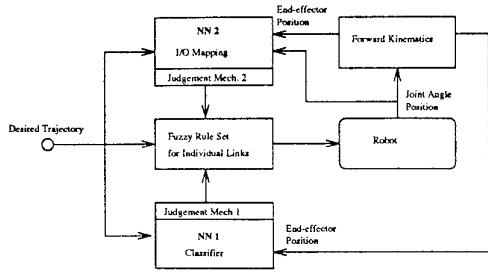 End-effector
Position
NN 2
I/O Mapping
Judgement Mech. 2
Forward Kinematics
Joint Angle
Position
Desired Trajectory
Fuzzy Rule Set
for Individual Links
Robot
Judgement Mech 1
NN 1
Classifier
End-effector
Position